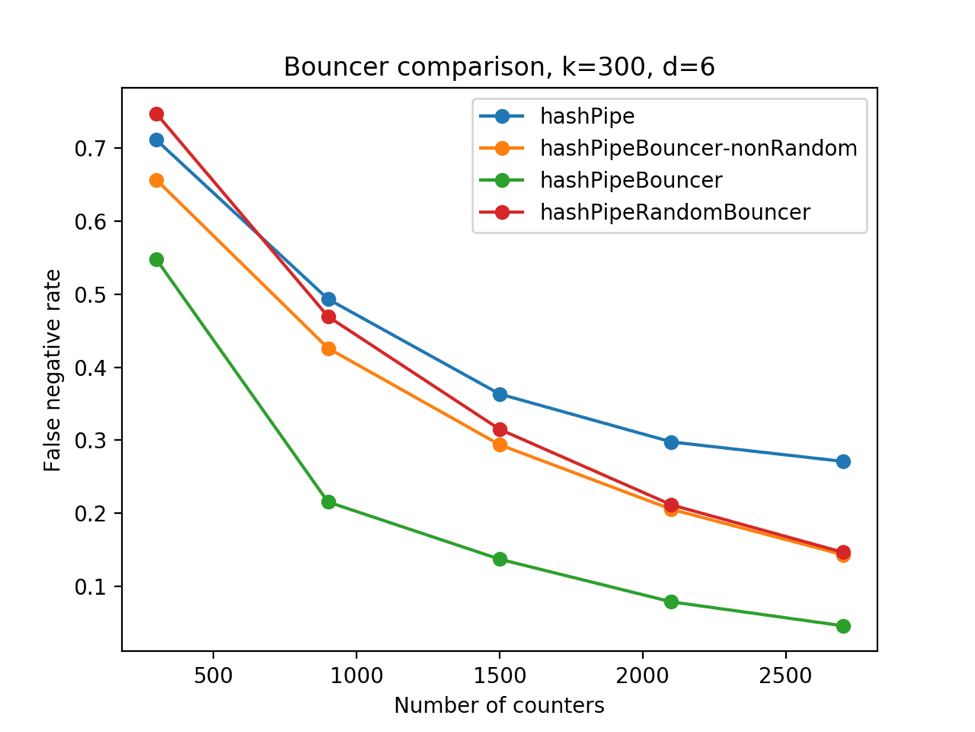 Bouncer comparison, k=300, d=6
hashPipe
hashPipeBouncer-nonRandom
hashPipeBouncer
hashPipeRandomBouncer
False negative rate
0.7
0.6
0.5
0.4
0.3
0.2
0.1
500 1000 1500 2000 2500
Number of counters